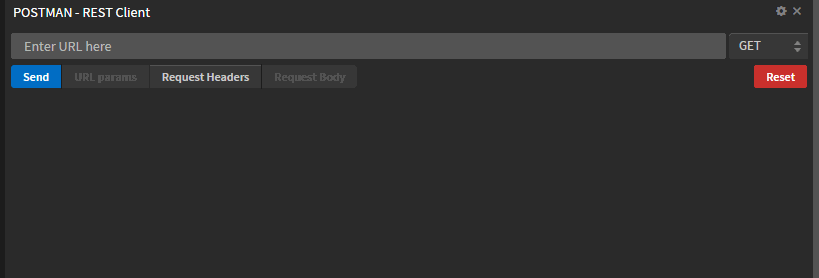 POSTMAN - REST Client
Enter URL here
GET
Send URL params Request Headers Request Body Reset